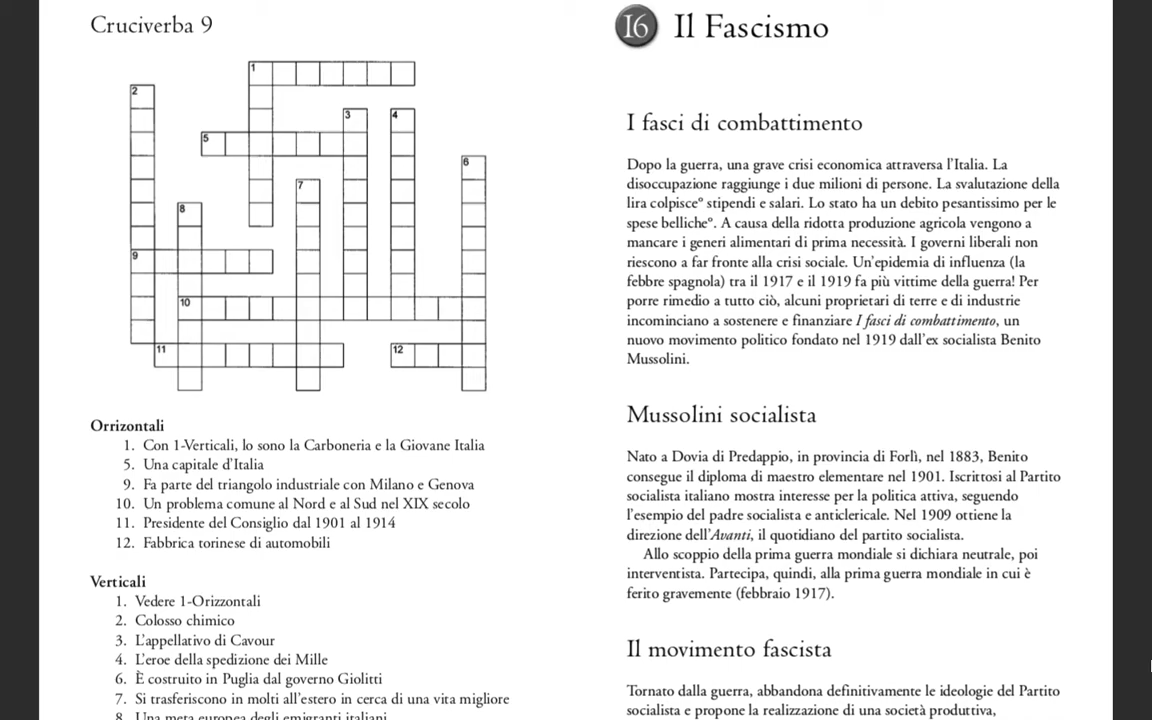 Cruciverba 9
1
2
3
4
5
6
7
8
9
10
11
12
Orrizontali
1. Con 1-Verticali, lo sono la Carboneria e la Giovane Italia
5. Una capitale d'Italia
9. Fa parte del triangolo industriale con Milano e Genova
10. Un problema comune al Nord e al Sud nel XIX secolo
11. Presidente del Consiglio dal 1901 al 1914
12. Fabbrica torinese di automobili
Verticali
1. Vedere 1-Orizzontali
2. Colosso chimico
3. L'appellativo di Cavour
4. L'eroe della spedizione dei Mille
6. È costruito in Puglia dal governo Giolitti
7. Si trasferiscono in molti all'estero in cerca di una vita migliore
8. Una meta europea degli emigranti italiani
16 Il Fascismo
I fasci di combattimento
Dopo la guerra, una grave crisi economica attraversa l'Italia. La
disoccupazione raggiunge i due milioni di persone. La svalutazione della
lira colpisce° stipendi e salari. Lo stato ha un debito pesantissimo per le
spese belliche°. A causa della ridotta produzione agricola vengono a
mancare i generi alimentari di prima necessità. I governi liberali non
riescono a far fronte alla crisi sociale. Un'epidemia di influenza (la
febbre spagnola) tra il 1917 e il 1919 fa più vittime della guerra! Per
porre rimedio a tutto ciò, alcuni proprietari di terre e di industrie
incominciano a sostenere e finanziare I fasci di combattimento, un
nuovo movimento politico fondato nel 1919 dall'ex socialista Benito
Mussolini.
Mussolini socialista
Nato a Dovia di Predappio, in provincia di Forlì, nel 1883, Benito
consegue il diploma di maestro elementare nel 1901. Iscrittosi al Partito
socialista italiano mostra interesse per la politica attiva, seguendo
l'esempio del padre socialista e anticlericale. Nel 1909 ottiene la
direzione dell'Avanti, il quotidiano del partito socialista.
Allo scoppio della prima guerra mondiale si dichiara neutrale, poi
interventista. Partecipa, quindi, alla prima guerra mondiale in cui è
ferito gravemente (febbraio 1917).
Il movimento fascista
Tornato dalla guerra, abbandona definitivamente le ideologie del Partito
socialista e propone la realizzazione di una società produttiva,